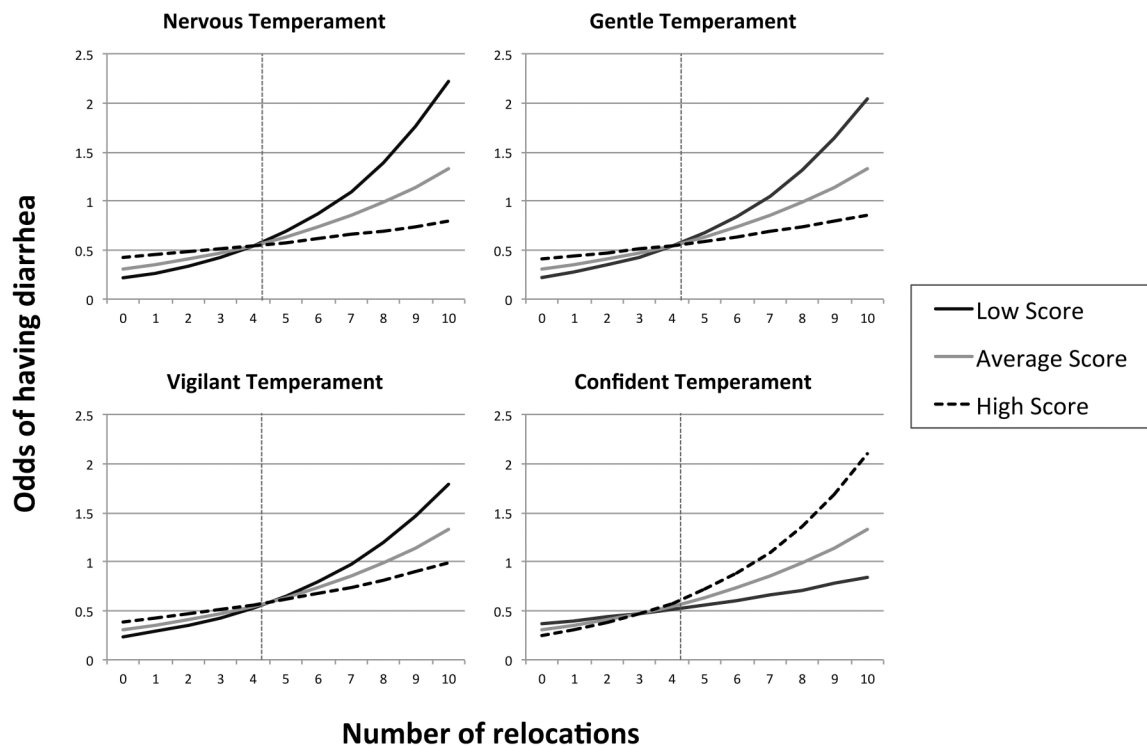 Nervous Temperament
2.5
2
1.5
1
0.5
0
0 1 2 3 4 5 6 7 8 9 10
Gentle Temperament
2.5
2
1.5
1
0.5
0
0 1 2 3 4 5 6 7 8 9 10
Odds of having diarrhea
Low Score
Average Score
High Score
Vigilant Temperament
2.5
2
1.5
1
0.5
0
0 1 2 3 4 5 6 7 8 9 10
Confident Temperament
2.5
2
1.5
1
0.5
0
0 1 2 3 4 5 6 7 8 9 10
Number of relocations